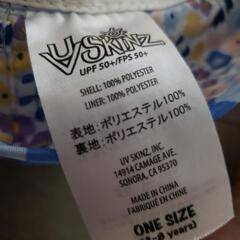 UV SKINZ
UPF 50+/FPS 50+
SHELL: 100% POLYESTER
LINER: 100% POLYESTER
表地: ポリエステル100%
裏地: ポリエステル100%
UV SKINZ, INC.
14914 CAMAGE AVE.
SONORA, CA 95370
MADE IN CHINA
FABRIQUÉ EN CHINE
ONE SIZE
years)